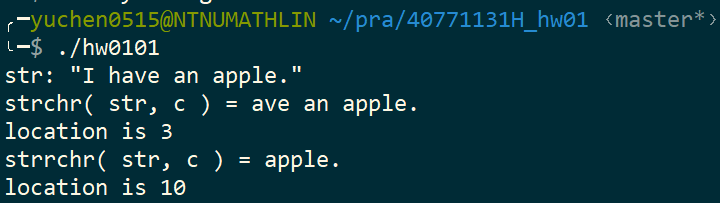 yuchen0515@NTNUMATHLIN ~/pra/40771131H_hw01 ‹master*›
$ ./hw0101
str: "I have an apple."
strchr( str, c ) = ave an apple.
location is 3
strrchr( str, c ) = apple.
location is 10